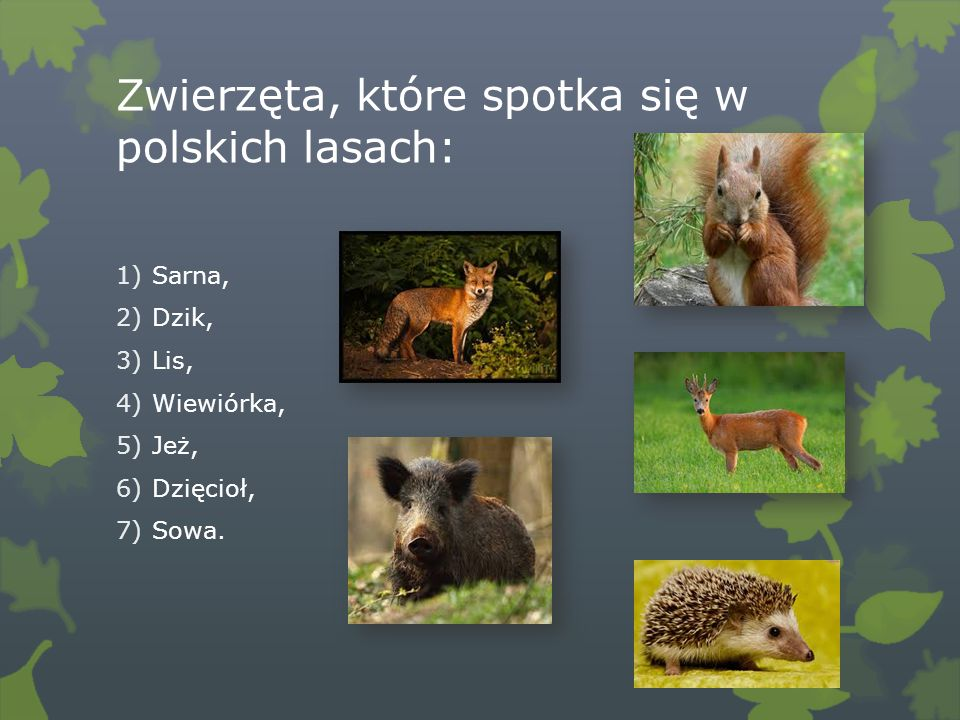 Zwierzęta, które spotka się w
polskich lasach:
1) Sarna,
2) Dzik,
3) Lis,
4) Wiewiórka,
5) Jeż,
6) Dzięcioł,
7) Sowa.